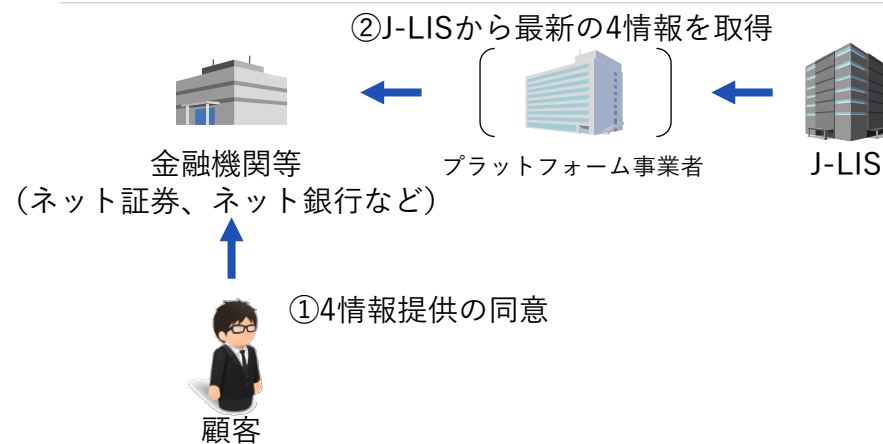 ②J-LISから最新の4情報を取得
金融機関等
(ネット証券、ネット銀行など)
プラットフォーム事業者
J-LIS
①4情報提供の同意
顧客